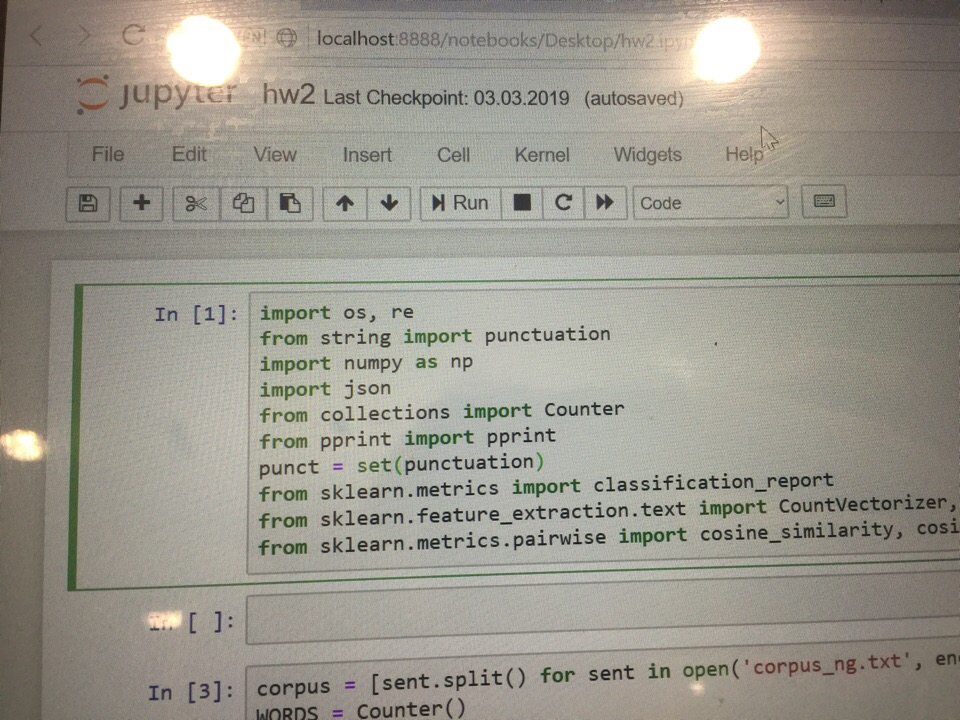 localhost:8888/notebooks/Desktop/hw2.ipy
jupyter hw2 Last Checkpoint: 03.03.2019 (autosaved)
File Edit View Insert Cell Kernel Widgets Help
Run Code
In [1]:
import os, re
from string import punctuation
import numpy as np
import json
from collections import Counter
from pprint import pprint
punct = set(punctuation)
from sklearn.metrics import classification_report
from sklearn.feature_extraction.text import CountVectorizer,
from sklearn.metrics.pairwise import cosine_similarity, cosi
In [ ]:
In [3]:
corpus = [sent.split() for sent in open('corpus_ng.txt', en
WORDS = Counter()